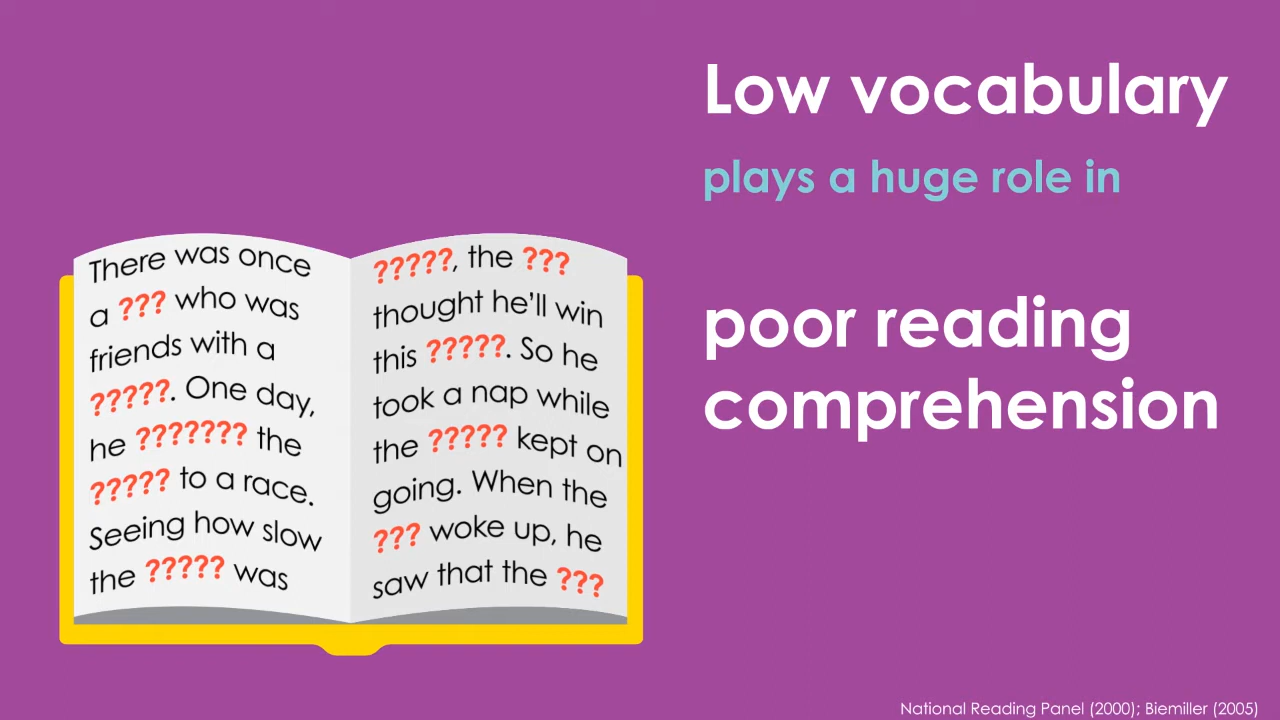 Low vocabulary
plays a huge role in
poor reading
comprehension
There was once
a ??? who was
friends with a
?????. One day,
he ??????? the
????? to a race.
Seeing how slow
the ????? was
?????, the ???
thought he'll win
this ?????. So he
took a nap while
the ????? kept on
going. When the
??? woke up, he
saw that the ???
National Reading Panel (2000); Biemiller (2005)